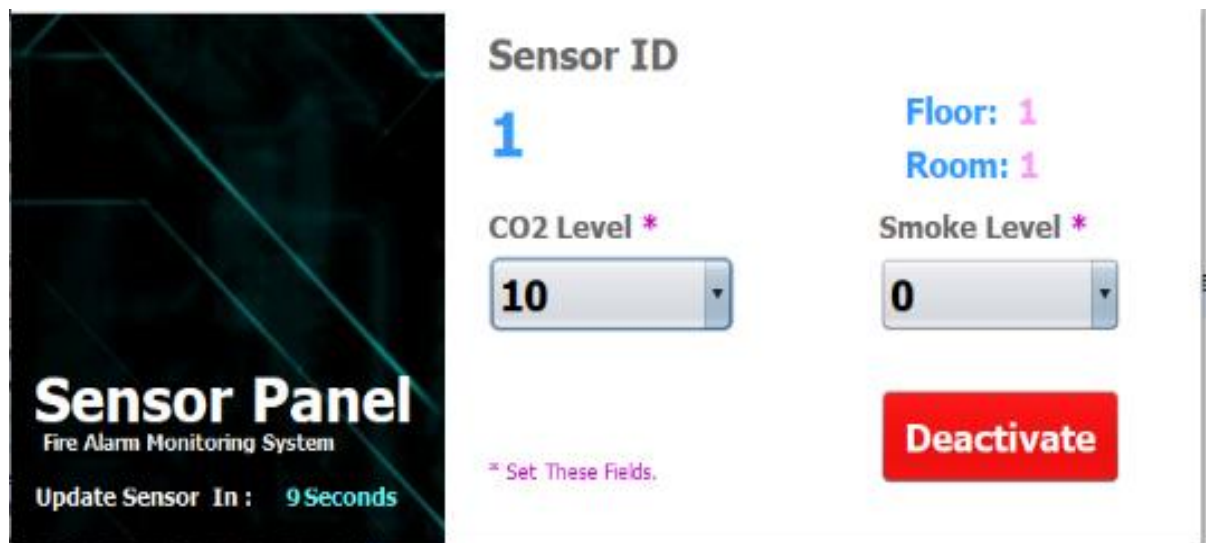 Sensor Panel
Fire Alarm Monitoring System
Update Sensor In : 9 Seconds
Sensor ID
1
Floor: 1
Room: 1
CO2 Level *
10
Smoke Level *
0
* Set These Fields.
Deactivate